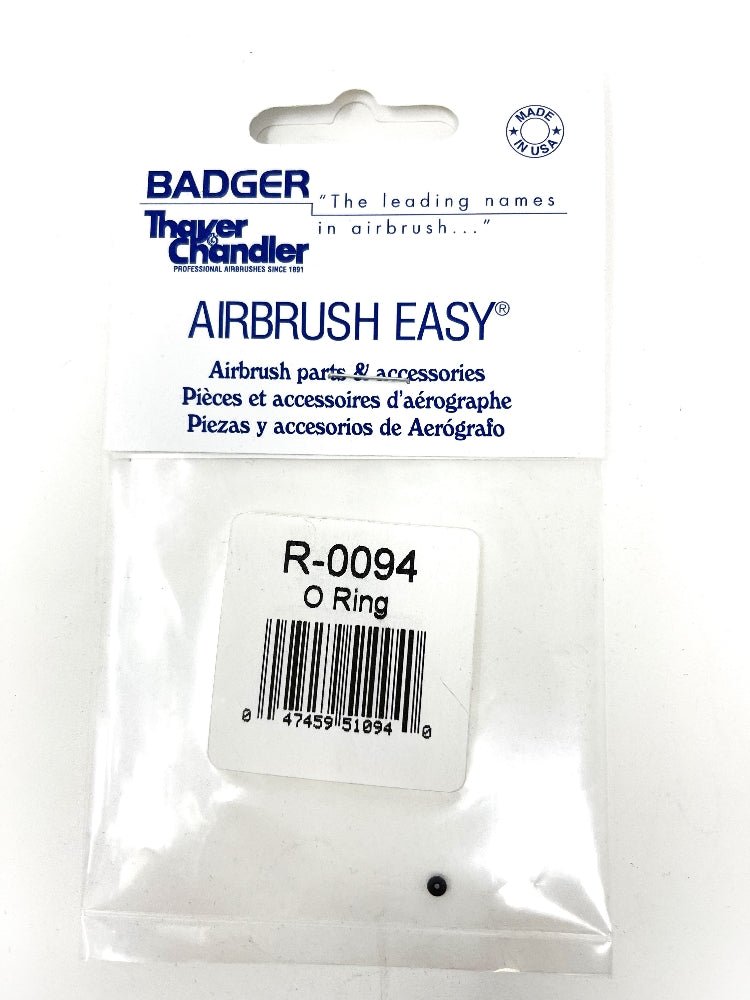 MADE IN USA
BADGER
"The leading names
in airbrush..."
Thayer
& Chandler
PROFESSIONAL AIRBRUSHES SINCE 1891
AIRBRUSH EASY®
Airbrush parts & accessories
Pièces et accessoires d'aérographe
Piezas y accesorios de Aerógrafo
R-0094
O Ring
0 47459 51094 0